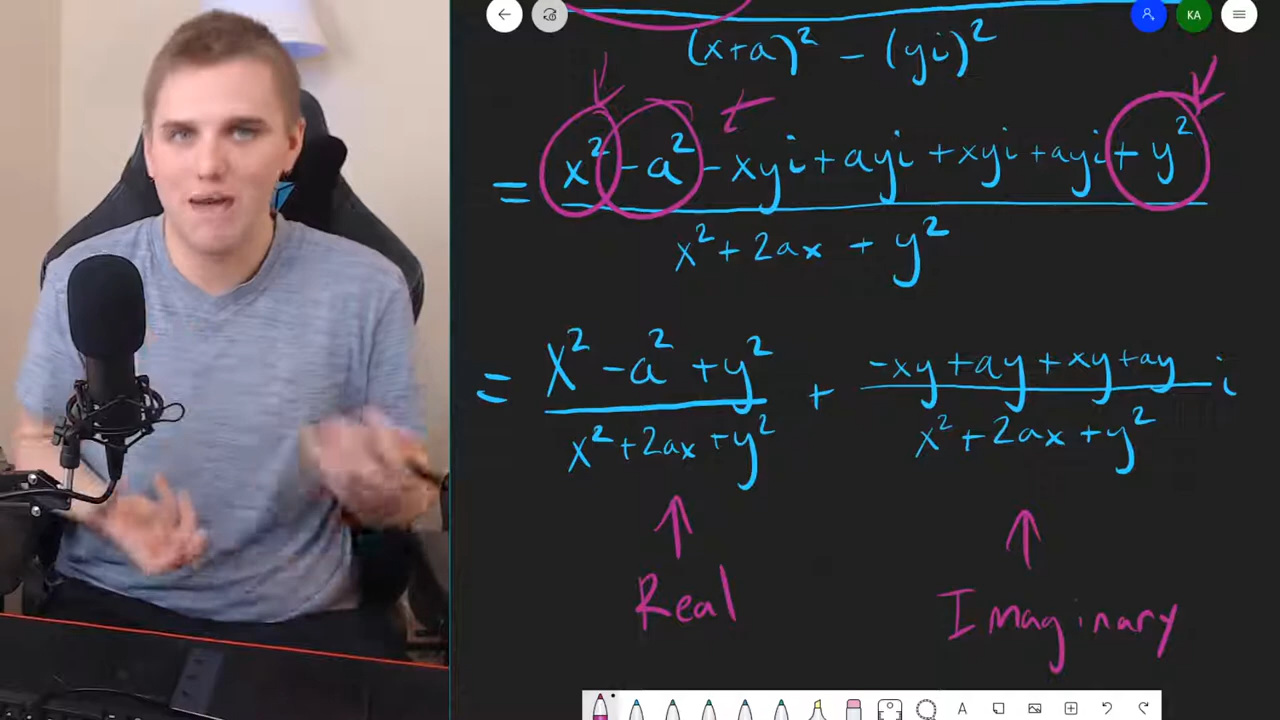 KA
(x+a)² - (yi)²
= x² - a² - xyi + ayi + xyi + ayi + y²
x² + 2ax + y²
= x² - a² + y² + -xy + ay + xy + ay i
x² + 2ax + y² x² + 2ax + y²
Real Imaginary
A